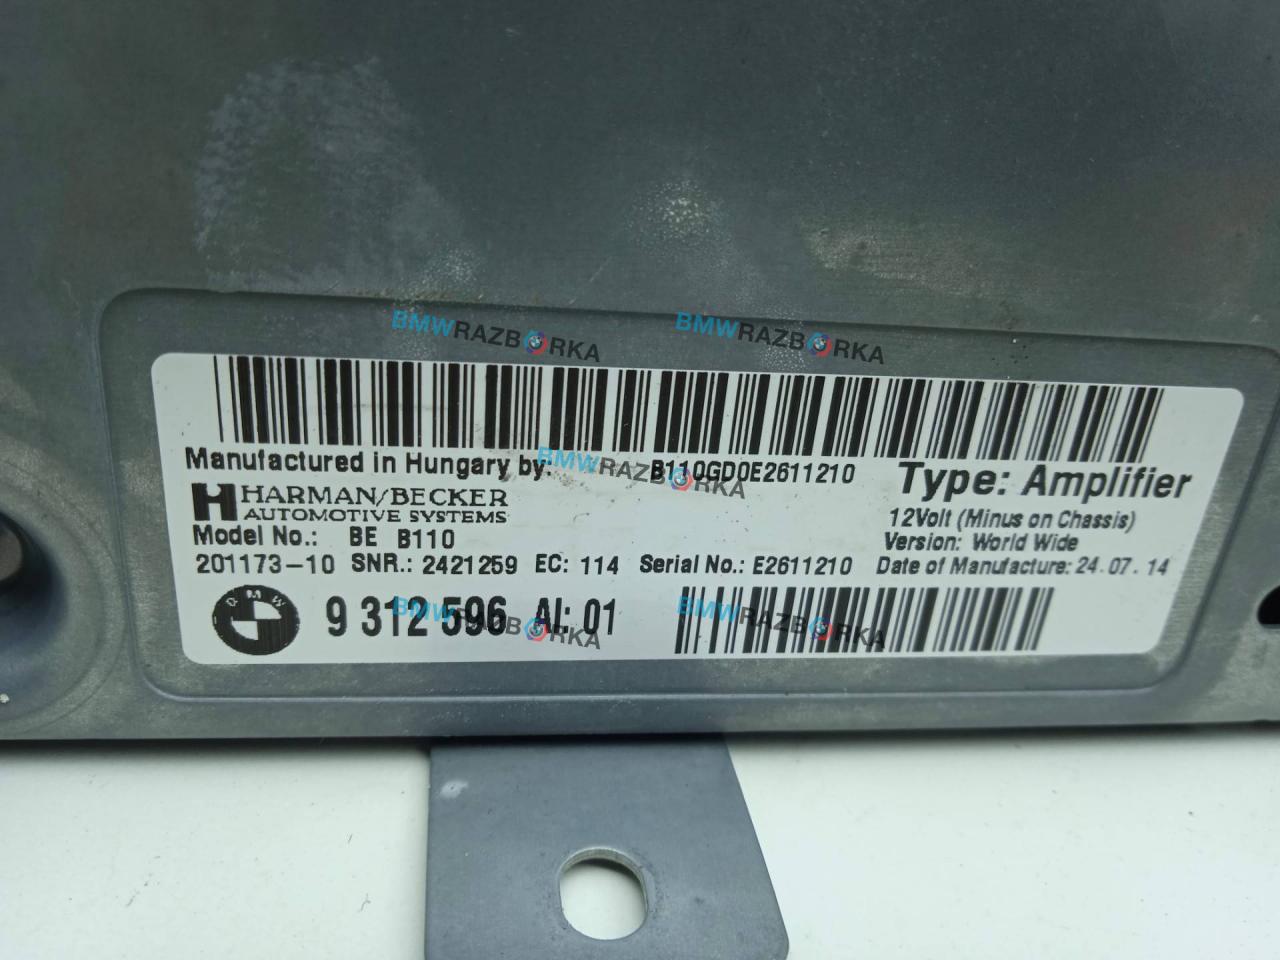 BMWRAZBORKA BMWRAZBORKA
Manufactured in Hungary by: B110GD0E2611210 Type: Amplifier
BMWRAZBORKA
HARMAN/BECKER
AUTOMOTIVE SYSTEMS
12Volt (Minus on Chassis)
Model No.: BE B110 Version: World Wide
201173-10 SNR.: 2421259 EC: 114 Serial No.: E2611210 Date of Manufacture: 24.07.14
BMW 9 312 596 AI: 01
BMWRAZBORKA BMWRAZBORKA